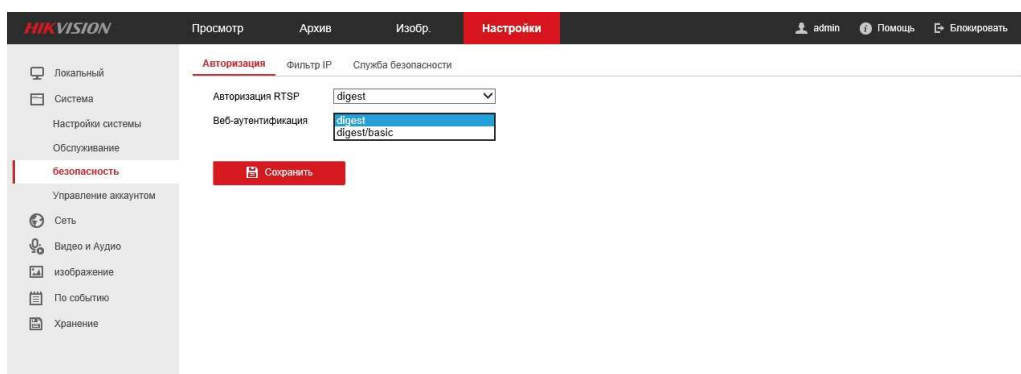 HIKVISION Просмотр Архив Изобр. Настройки admin Помощь Блокировать
Локальный
Система
Настройки системы
Обслуживание
безопасность
Управление аккаунтом
Сеть
Видео и Аудио
изображение
По событию
Хранение
Авторизация Фильтр IP Служба безопасности
Авторизация RTSP digest
Веб-аутентификация digest
digest/basic
Сохранить